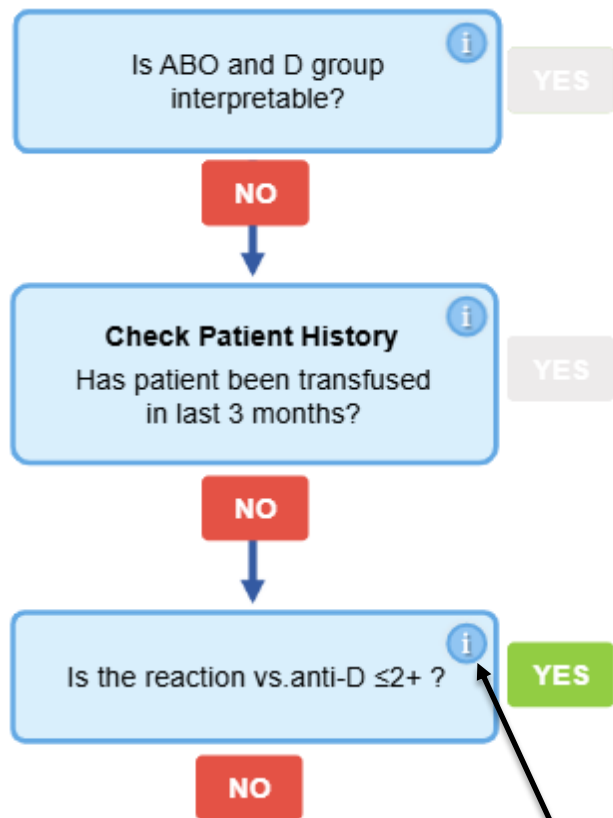 Is ABO and D group
interpretable?
i
YES
NO
Check Patient History
Has patient been transfused
in last 3 months?
i
YES
NO
Is the reaction vs.anti-D ≤2+ ?
i
YES
NO